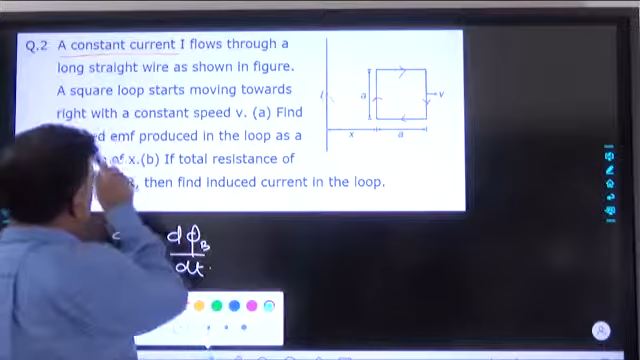 Q.2 A constant current I flows through a
long straight wire as shown in figure.
A square loop starts moving towards
right with a constant speed v. (a) Find
emf produced in the loop as a
of x.(b) If total resistance of
R, then find induced current in the loop.
I
a
v
x
a
dϕB
dt